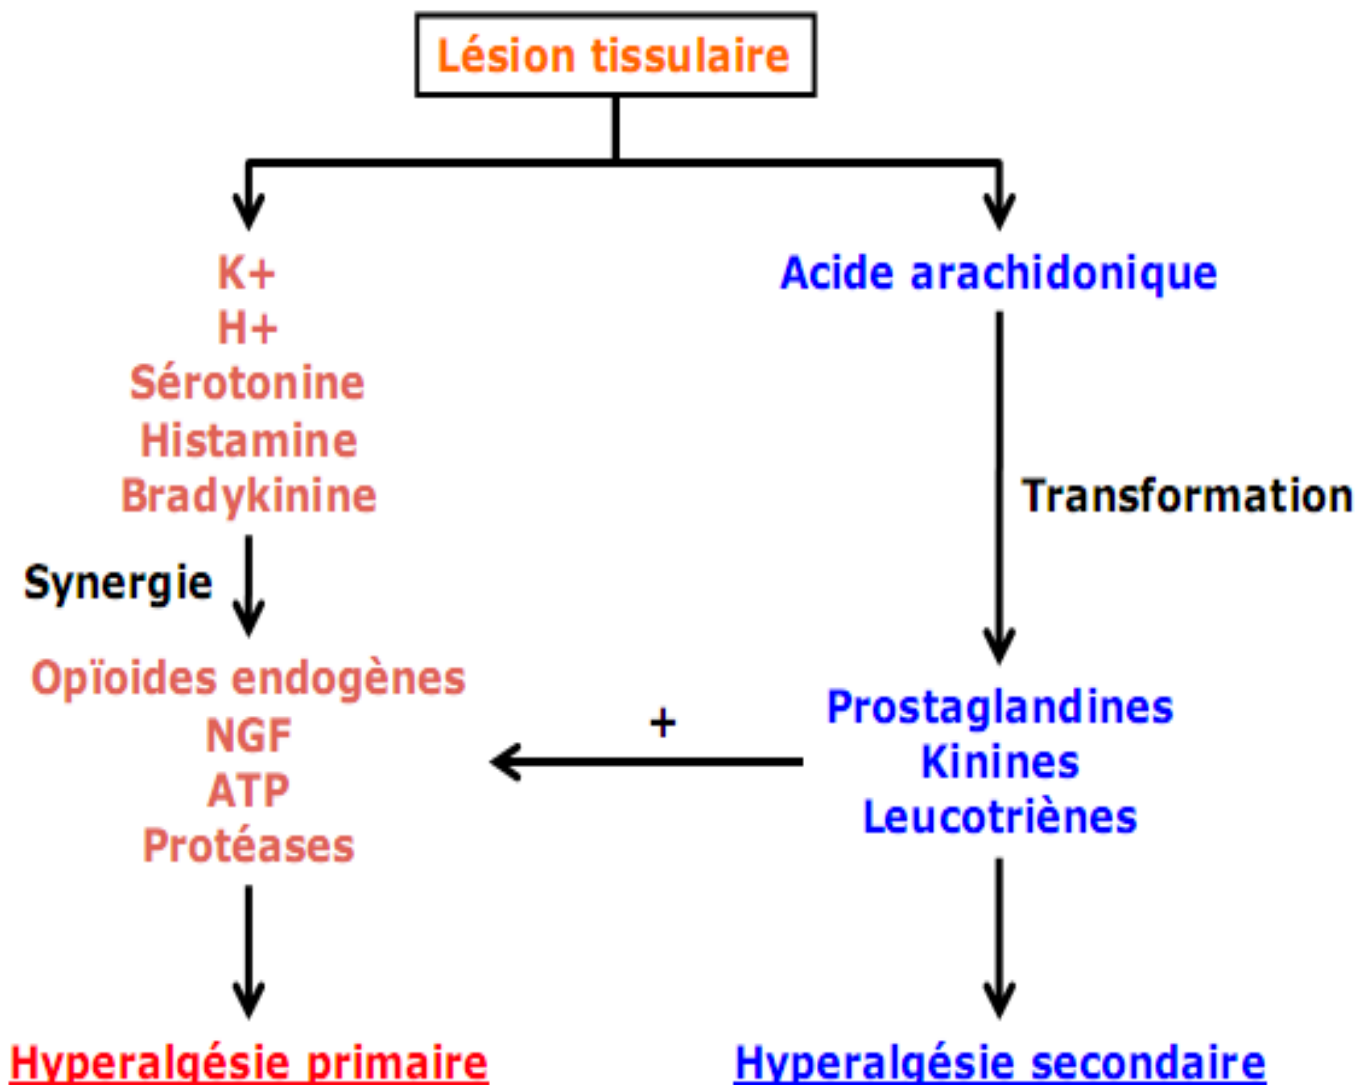 Lésion tissulaire
K+
H+
Sérotonine
Histamine
Bradykinine
Synergie
Opïoides endogènes
NGF
ATP
Protéases
Hyperalgésie primaire
Acide arachidonique
Transformation
Prostaglandines
Kinines
Leucotriènes
+
Hyperalgésie secondaire